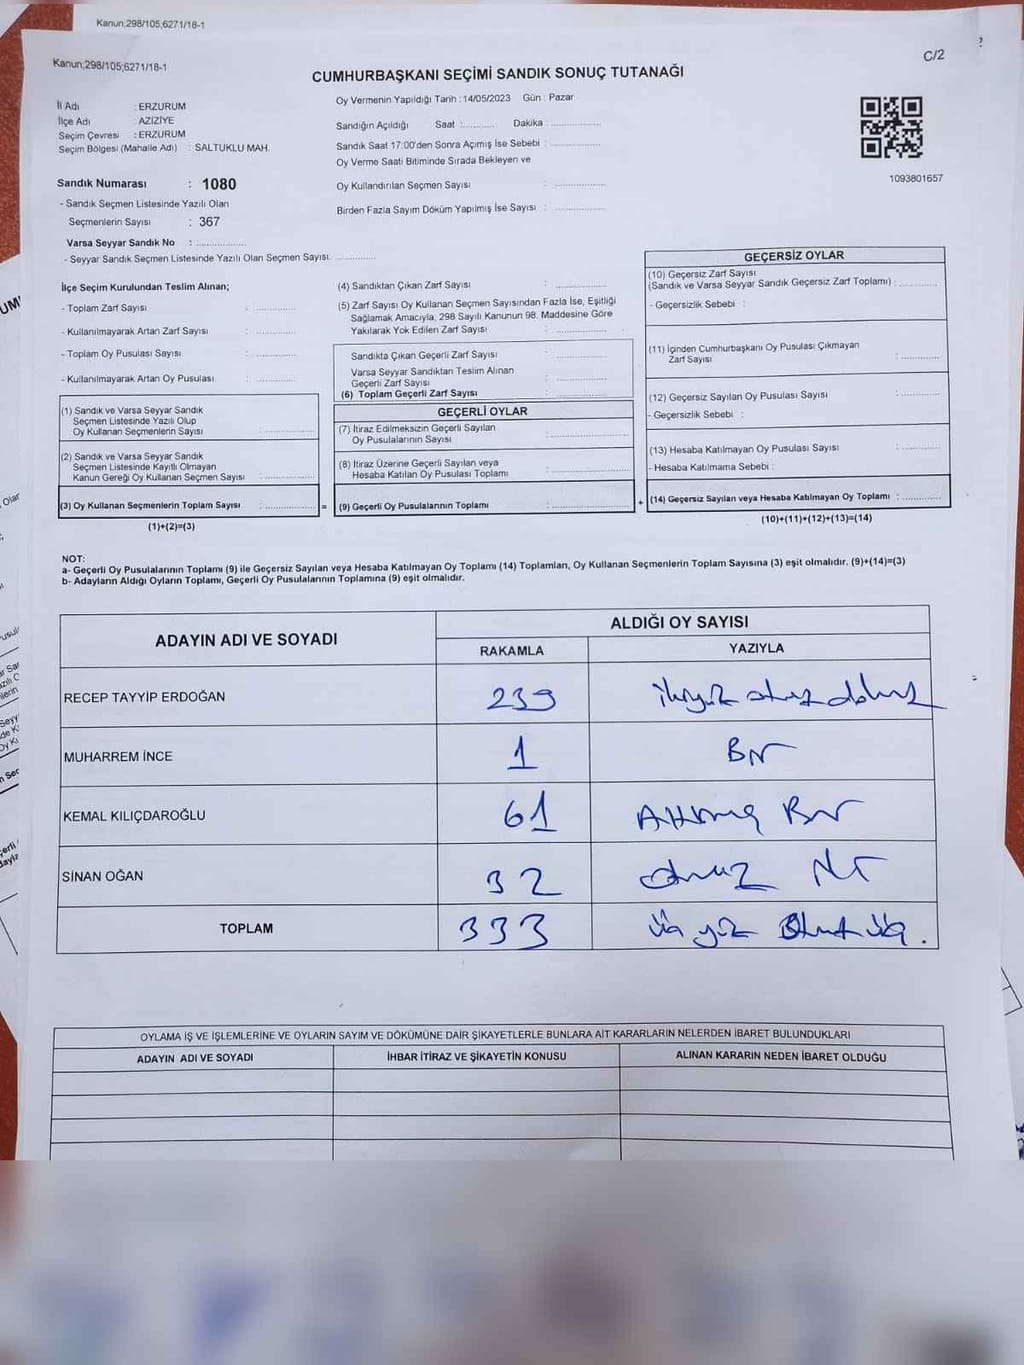 Kanun;298/105;6271/18-1
Kanun;298/105;6271/18-1
C/2
CUMHURBAŞKANI SEÇİMİ SANDIK SONUÇ TUTANAĞI
İl Adı : ERZURUM
İlçe Adı : AZİZİYE
Seçim Çevresi : ERZURUM
Seçim Bölgesi (Mahalle Adı) : SALTUKLU MAH.
Sandık Numarası : 1080
- Sandık Seçmen Listesinde Yazılı Olan
Seçmenlerin Sayısı : 367
Varsa Seyyar Sandık No : ................
- Seyyar Sandık Seçmen Listesinde Yazılı Olan Seçmen Sayısı: .............
Oy Vermenin Yapıldığı Tarih : 14/05/2023 Gün : Pazar
Sandığın Açıldığı Saat :........... Dakika : ................
Sandık Saat 17:00'den Sonra Açımış İse Sebebi : ................
Oy Verme Saati Bitiminde Sırada Bekleyen ve
Oy Kullandırılan Seçmen Sayısı : ................
Birden Fazla Sayım Döküm Yapılmış İse Sayısı : ................
1093801657
İlçe Seçim Kurulundan Teslim Alınan;
- Toplam Zarf Sayısı : .............
- Kullanılmayarak Artan Zarf Sayısı : .............
- Toplam Oy Pusulası Sayısı : .............
- Kullanılmayarak Artan Oy Pusulası : .............
(1) Sandık ve Varsa Seyyar Sandık
Seçmen Listesinde Yazılı Olup
Oy Kullanan Seçmenlerin Sayısı : ................
(2) Sandık ve Varsa Seyyar Sandık
Seçmen Listesinde Kayıtlı Olmayan
Kanun Gereği Oy Kullanan Seçmen Sayısı : ................
(3) Oy Kullanan Seçmenlerin Toplam Sayısı : ................ =
(1)+(2)=(3)
(4) Sandıktan Çıkan Zarf Sayısı : ................
(5) Zarf Sayısı Oy Kullanan Seçmen Sayısından Fazla İse, Eşitliği
Sağlamak Amacıyla, 298 Sayılı Kanunun 98. Maddesine Göre
Yakılarak Yok Edilen Zarf Sayısı : ................
Sandıkta Çıkan Geçerli Zarf Sayısı : ................
Varsa Seyyar Sandıktan Teslim Alınan
Geçerli Zarf Sayısı : ................
(6) Toplam Geçerli Zarf Sayısı : ................
GEÇERLİ OYLAR
(7) İtiraz Edilmeksizin Geçerli Sayılan
Oy Pusulalarının Sayısı : ................
(8) İtiraz Üzerine Geçerli Sayılan veya
Hesaba Katılan Oy Pusulası Toplamı : ................
(9) Geçerli Oy Pusulalarının Toplamı : ................ +
GEÇERSİZ OYLAR
(10) Geçersiz Zarf Sayısı
(Sandık ve Varsa Seyyar Sandık Geçersiz Zarf Toplamı) : .............
- Geçersizlik Sebebi :
(11) İçinden Cumhurbaşkanı Oy Pusulası Çıkmayan
Zarf Sayısı : .............
(12) Geçersiz Sayılan Oy Pusulası Sayısı : .............
- Geçersizlik Sebebi :
(13) Hesaba Katılmayan Oy Pusulası Sayısı : .............
- Hesaba Katılmama Sebebi :
(14) Geçersiz Sayılan veya Hesaba Katılmayan Oy Toplamı : .............
(10)+(11)+(12)+(13)=(14)
NOT:
a- Geçerli Oy Pusulalarının Toplamı (9) ile Geçersiz Sayılan veya Hesaba Katılmayan Oy Toplamı (14) Toplamları, Oy Kullanan Seçmenlerin Toplam Sayısına (3) eşit olmalıdır. (9)+(14)=(3)
b- Adayların Aldığı Oyların Toplamı, Geçerli Oy Pusulalarının Toplamına (9) eşit olmalıdır.
ADAYIN ADI VE SOYADI ALDIĞI OY SAYISI
RAKAMLA YAZIYLA
RECEP TAYYİP ERDOĞAN 239 ikiyüz otuz dokuz
MUHARREM İNCE 1 Bir
KEMAL KILIÇDAROĞLU 61 Altmış Bir
SİNAN OĞAN 32 otuz iki
TOPLAM 333 üç yüz otuz üç.
OYLAMA İŞ VE İŞLEMLERİNE VE OYLARIN SAYIM VE DÖKÜMÜNE DAİR ŞİKAYETLERLE BUNLARA AİT KARARLARIN NELERDEN İBARET BULUNDUKLARI
ADAYIN ADI VE SOYADI İHBAR İTİRAZ VE ŞİKAYETİN KONUSU ALINAN KARARIN NEDEN İBARET OLDUĞU